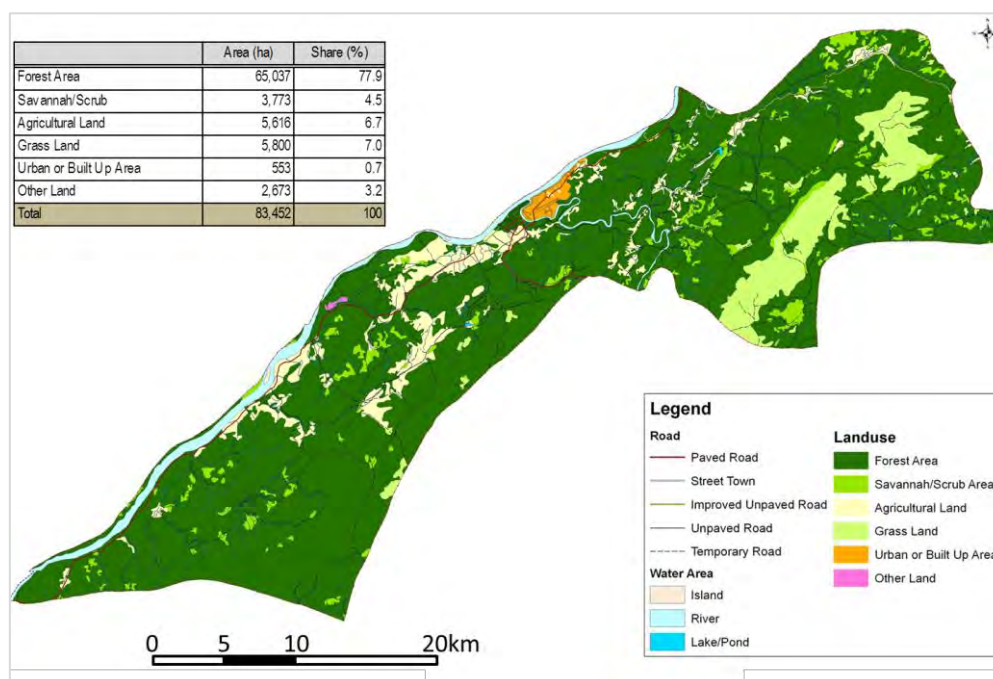 Area (ha) Share (%)
Forest Area 65,037 77.9
Savannah/Scrub 3,773 4.5
Agricultural Land 5,616 6.7
Grass Land 5,800 7.0
Urban or Built Up Area 553 0.7
Other Land 2,673 3.2
Total 83,452 100
Legend
Road
Paved Road
Street Town
Improved Unpaved Road
Unpaved Road
Temporary Road
Water Area
Island
River
Lake/Pond
Landuse
Forest Area
Savannah/Scrub Area
Agricultural Land
Grass Land
Urban or Built Up Area
Other Land
0 5 10 20km